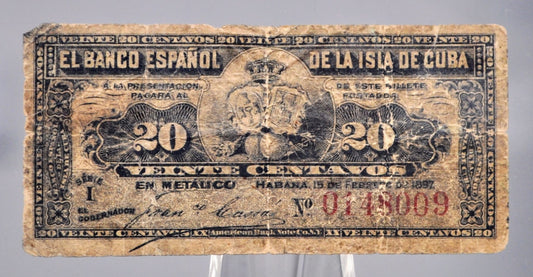 VEINTE 20 CENTAVOS 20 VEINTE 20 CENTAVOS
EL BANCO ESPAÑOL DE LA ISLA DE CUBA
A LA PRESENTACION DE ESTE BILLETE
PAGARA AL PORTADOR
20 20
VEINTE CENTAVOS
EN METALICO HABANA, 15 DE FEBRERO DE 1897
SERIE
I
Nº 0148009
EL GOBERNADOR
American Bank Note Co. N.Y.
VEINTE CENTAVOS